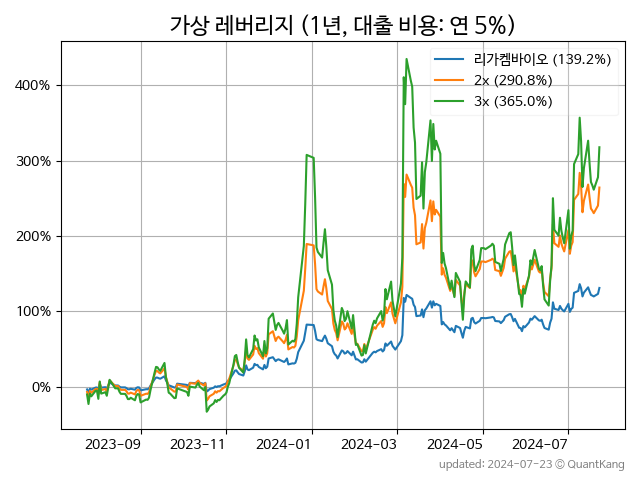 가상 레버리지 (1년, 대출 비용: 연 5%)
리가켐바이오 (139.2%)
2x (290.8%)
3x (365.0%)
400%
300%
200%
100%
0%
2023-09 2023-11 2024-01 2024-03 2024-05 2024-07
updated: 2024-07-23 © QuantKang